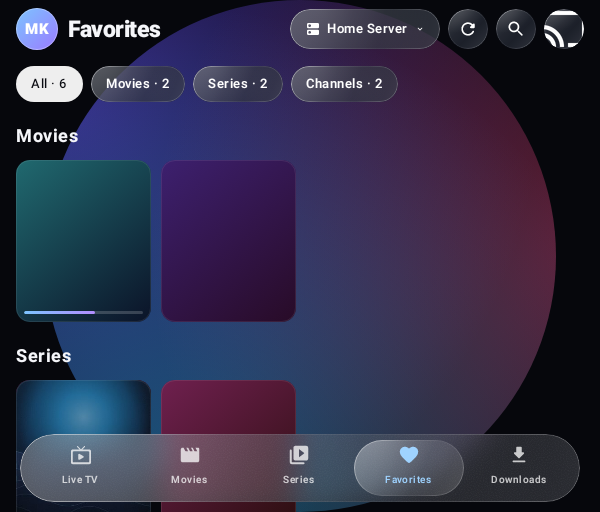 MK Favorites Home Server
All · 6 Movies · 2 Series · 2 Channels · 2
Movies
Series
Live TV Movies Series Favorites Downloads